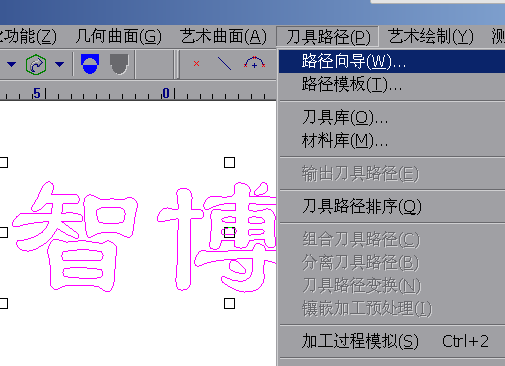 功能(Z) 几何曲面(G) 艺术曲面(A) 刀具路径(P) 艺术绘制(Y) 测
5 0
智博
路径向导(W)...
路径模板(T)...
刀具库(O)...
材料库(M)...
输出刀具路径(E)
刀具路径排序(Q)
组合刀具路径(C)
分离刀具路径(B)
刀具路径变换(N)
镶嵌加工预处理(I)
加工过程模拟(S) Ctrl+2